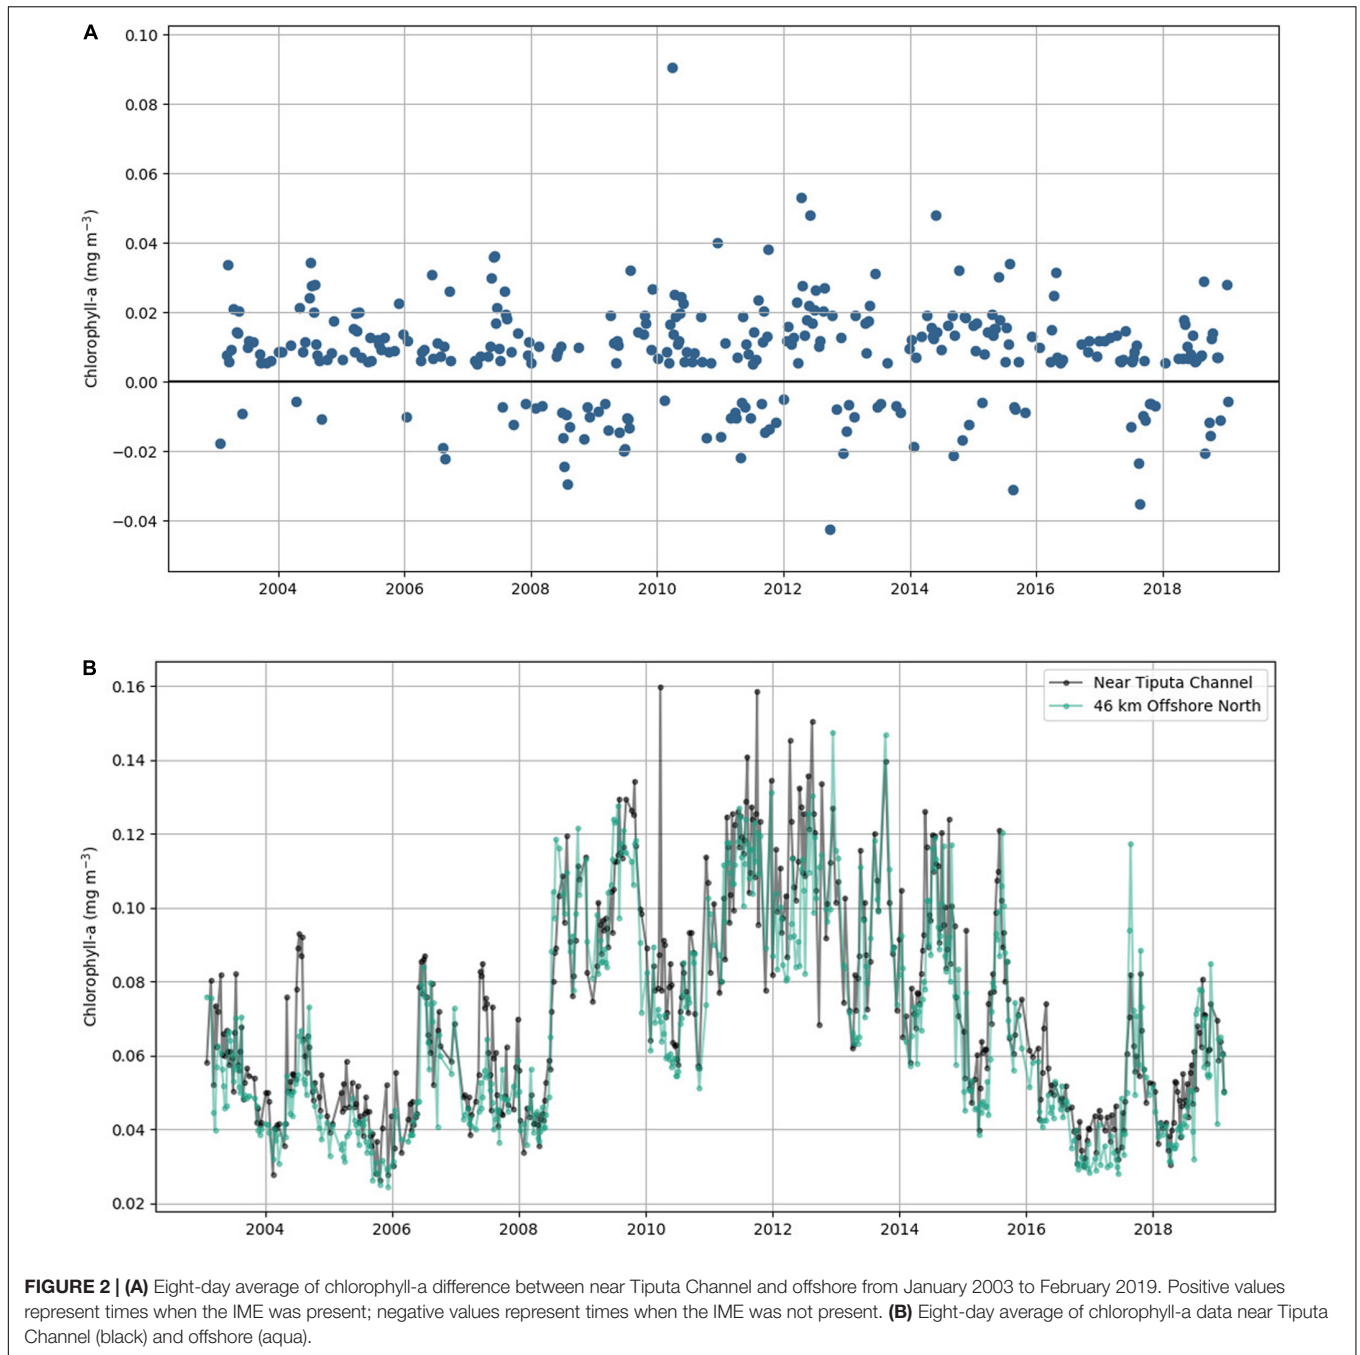 A
0.10
0.08
0.06
0.04
0.02
0.00
−0.02
−0.04
Chlorophyll-a (mg m⁻³)
2004 2006 2008 2010 2012 2014 2016 2018
B
Near Tiputa Channel
46 km Offshore North
0.16
0.14
0.12
0.10
0.08
0.06
0.04
0.02
Chlorophyll-a (mg m⁻³)
2004 2006 2008 2010 2012 2014 2016 2018
FIGURE 2 | (A) Eight-day average of chlorophyll-a difference between near Tiputa Channel and offshore from January 2003 to February 2019. Positive values
represent times when the IME was present; negative values represent times when the IME was not present. (B) Eight-day average of chlorophyll-a data near Tiputa
Channel (black) and offshore (aqua).